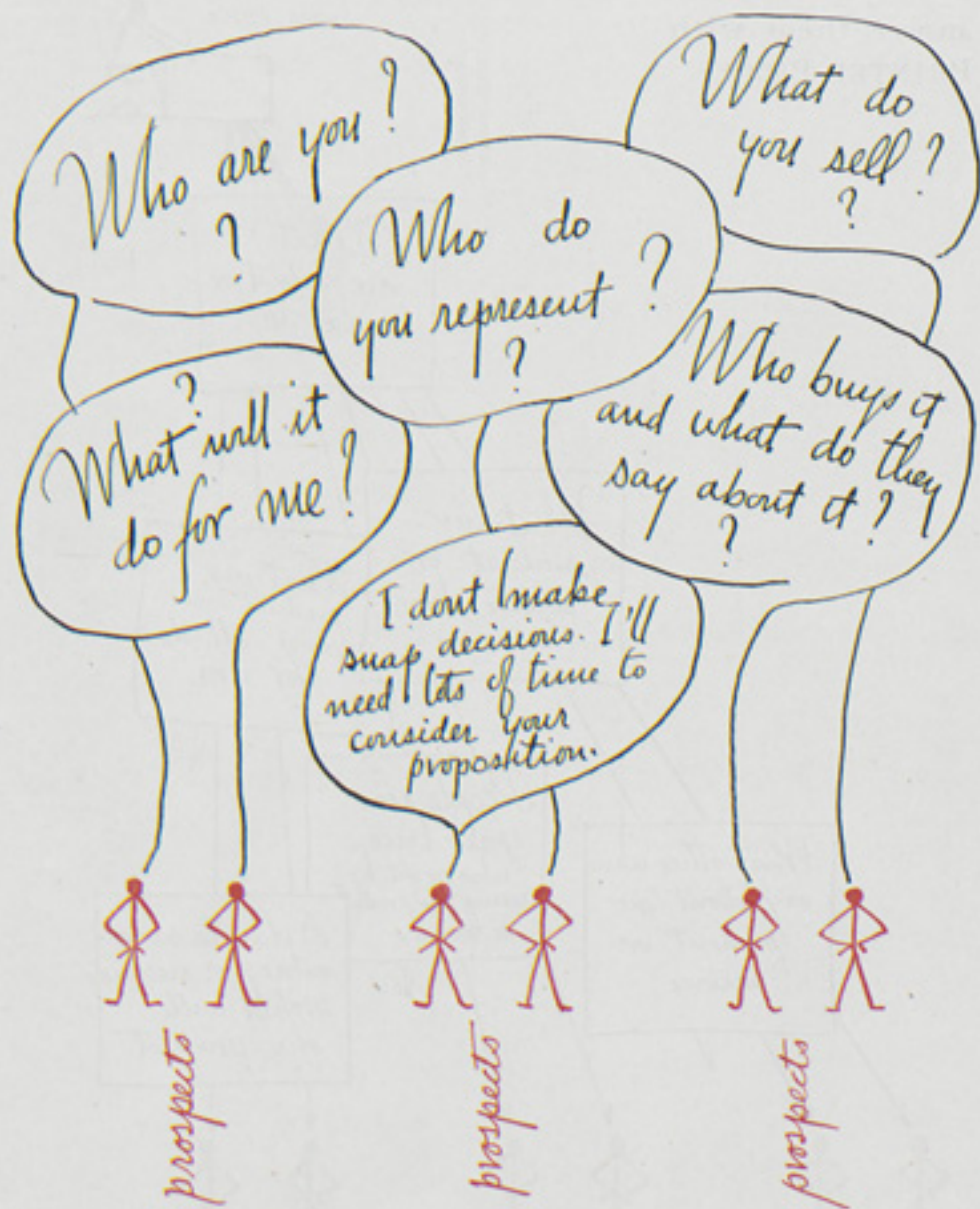 Who are you?
?
What do
you sell?
?
Who do
you represent?
?
?
What will it
do for me?
Who buys it
and what do they
say about it?
?
I dont make
snap decisions. I'll
need lots of time to
consider your
proposition.
prospects
prospects
prospects